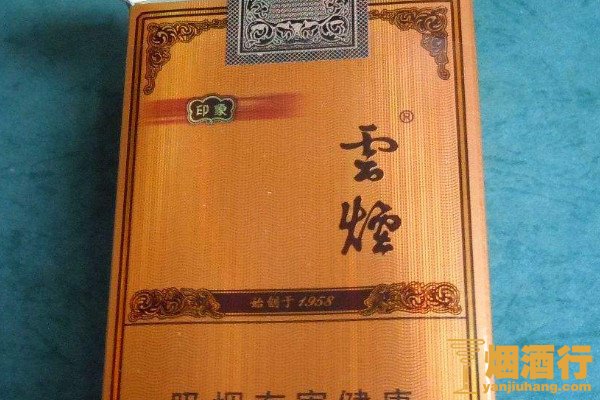 印象
®
雲煙
始创于1958
吸烟有害健康
烟酒行
yanjiuhang.com